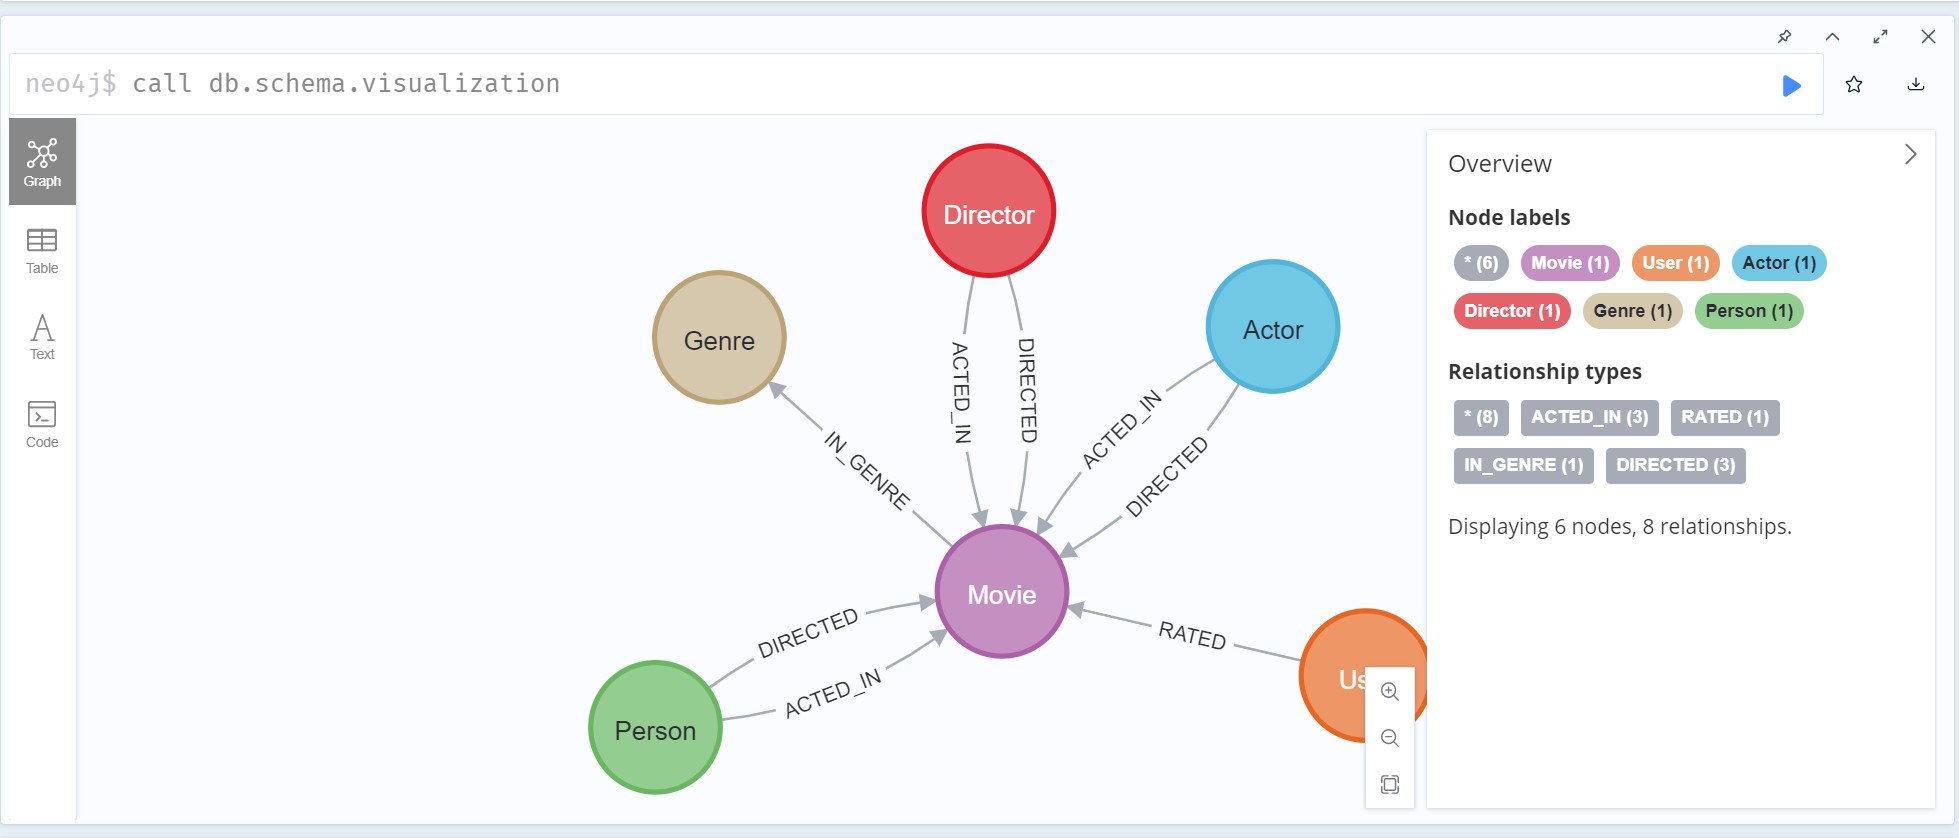 neo4j$ call db.schema.visualization
Graph
Table
Text
Code
Director
Genre
Actor
ACTED_IN
DIRECTED
ACTED_IN
DIRECTED
IN_GENRE
Movie
DIRECTED
ACTED_IN
RATED
Person
Us
Overview
Node labels
* (6) Movie (1) User (1) Actor (1)
Director (1) Genre (1) Person (1)
Relationship types
* (8) ACTED_IN (3) RATED (1)
IN_GENRE (1) DIRECTED (3)
Displaying 6 nodes, 8 relationships.